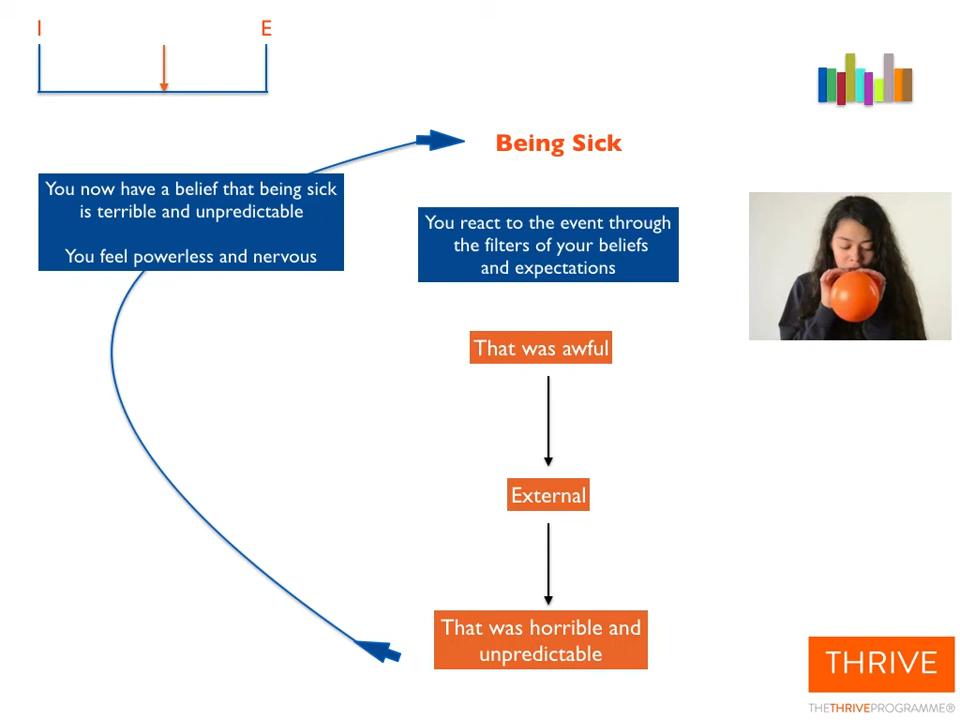 I
E
Being Sick
You now have a belief that being sick
is terrible and unpredictable
You feel powerless and nervous
You react to the event through
the filters of your beliefs
and expectations
That was awful
External
That was horrible and
unpredictable
THRIVE
THETHRIVEPROGRAMME®